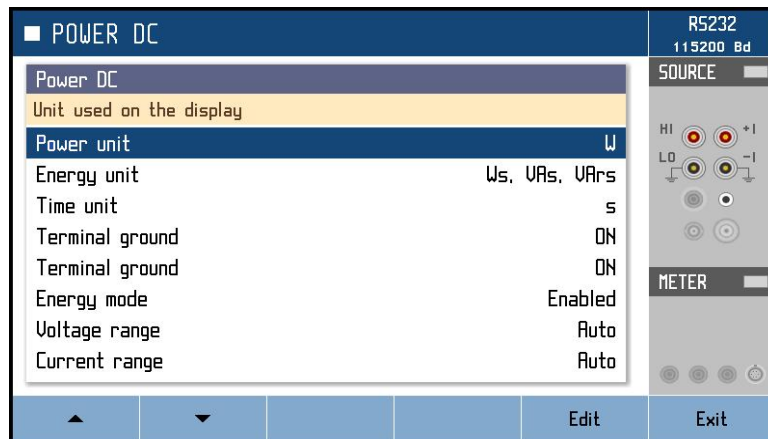 POWER DC
RS232
115200 Bd
Power DC
Unit used on the display
Power unit W
Energy unit Ws, VAs, VArs
Time unit s
Terminal ground ON
Terminal ground ON
Energy mode Enabled
Voltage range Auto
Current range Auto
SOURCE
HI +I
LO -I
METER
Edit Exit